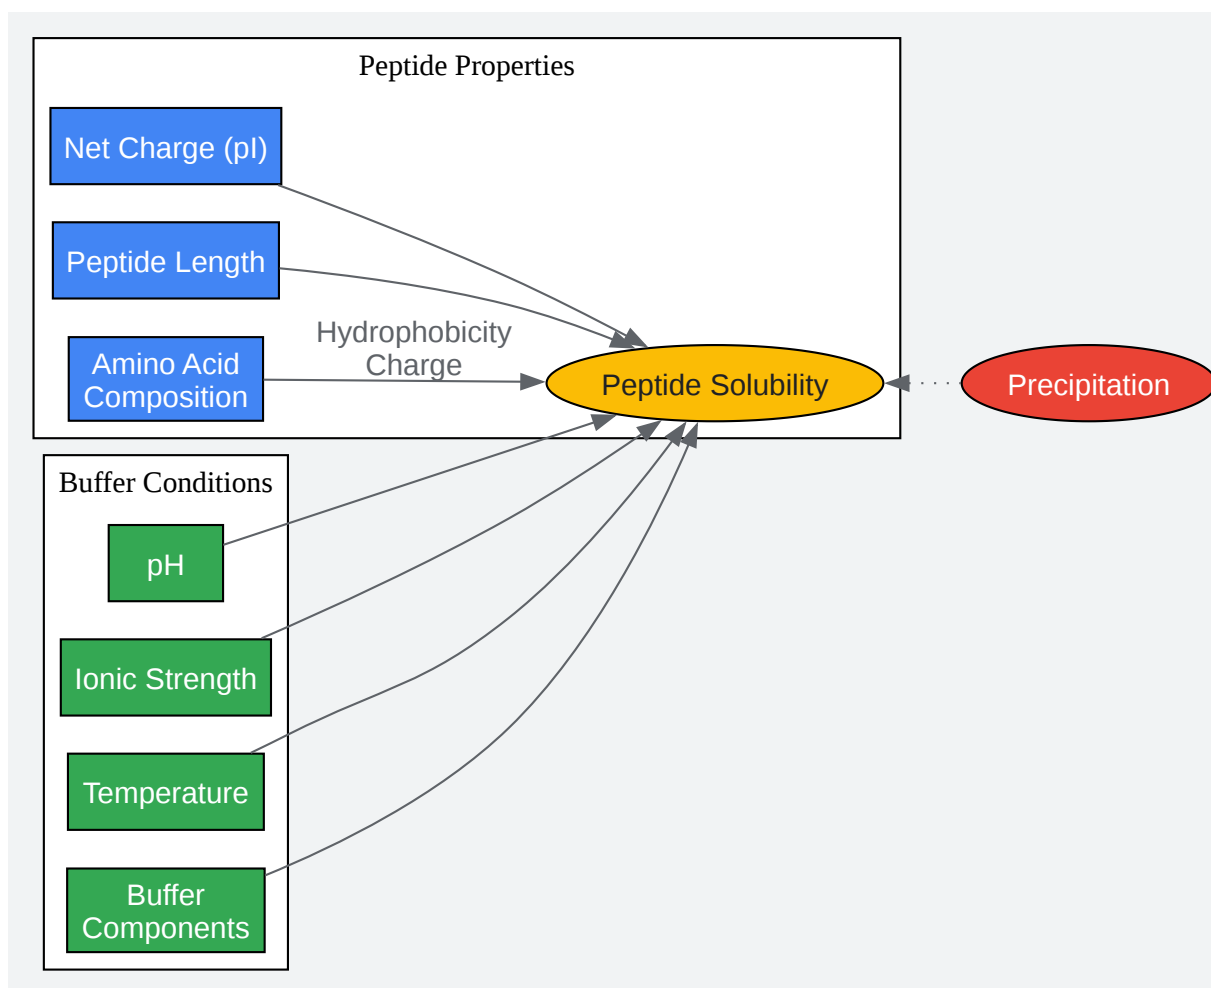 Peptide Properties
Net Charge (pI)
Peptide Length
Hydrophobicity
Charge
Amino Acid
Composition
Peptide Solubility
Precipitation
Buffer Conditions
pH
Ionic Strength
Temperature
Buffer
Components